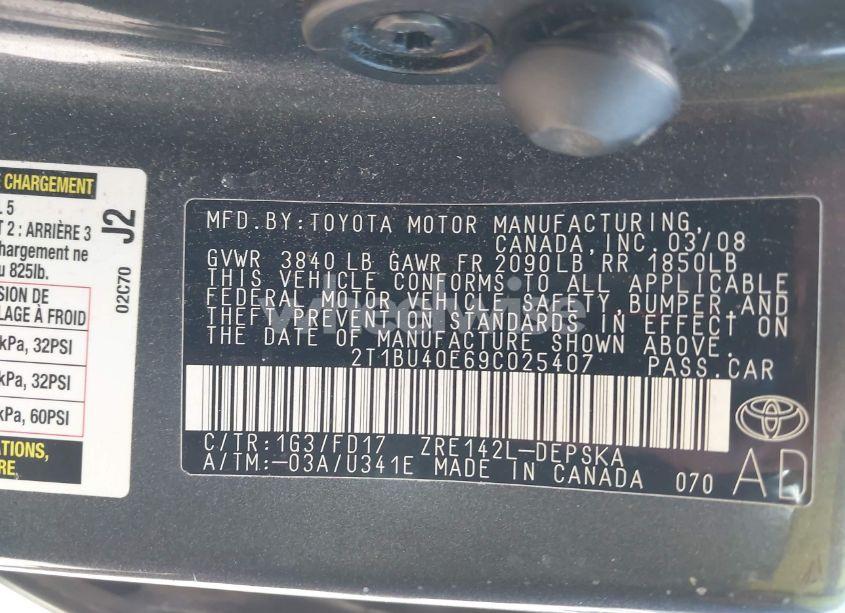 CHARGEMENT
5
2 : ARRIÈRE 3
chargement ne
825lb.
J2
02C70
SION DE
LAGE À FROID
kPa, 32PSI
kPa, 32PSI
kPa, 60PSI
ATIONS,
RE.
MFD.BY:TOYOTA MOTOR MANUFACTURING,
CANADA,INC.03/08
GVWR 3840 LB GAWR FR 2090LB RR 1850LB
THIS VEHICLE CONFORMS TO ALL APPLICABLE
FEDERAL MOTOR VEHICLE SAFETY,BUMPER,AND
THEFT PREVENTION STANDARDS IN EFFECT ON
THE DATE OF MANUFACTURE SHOWN ABOVE.
2T1BU40E69C025407 PASS.CAR
C/TR:1G3/FD17 ZRE142L-DEPSKA
A/TM:-03A/U341E MADE IN CANADA 070
AD